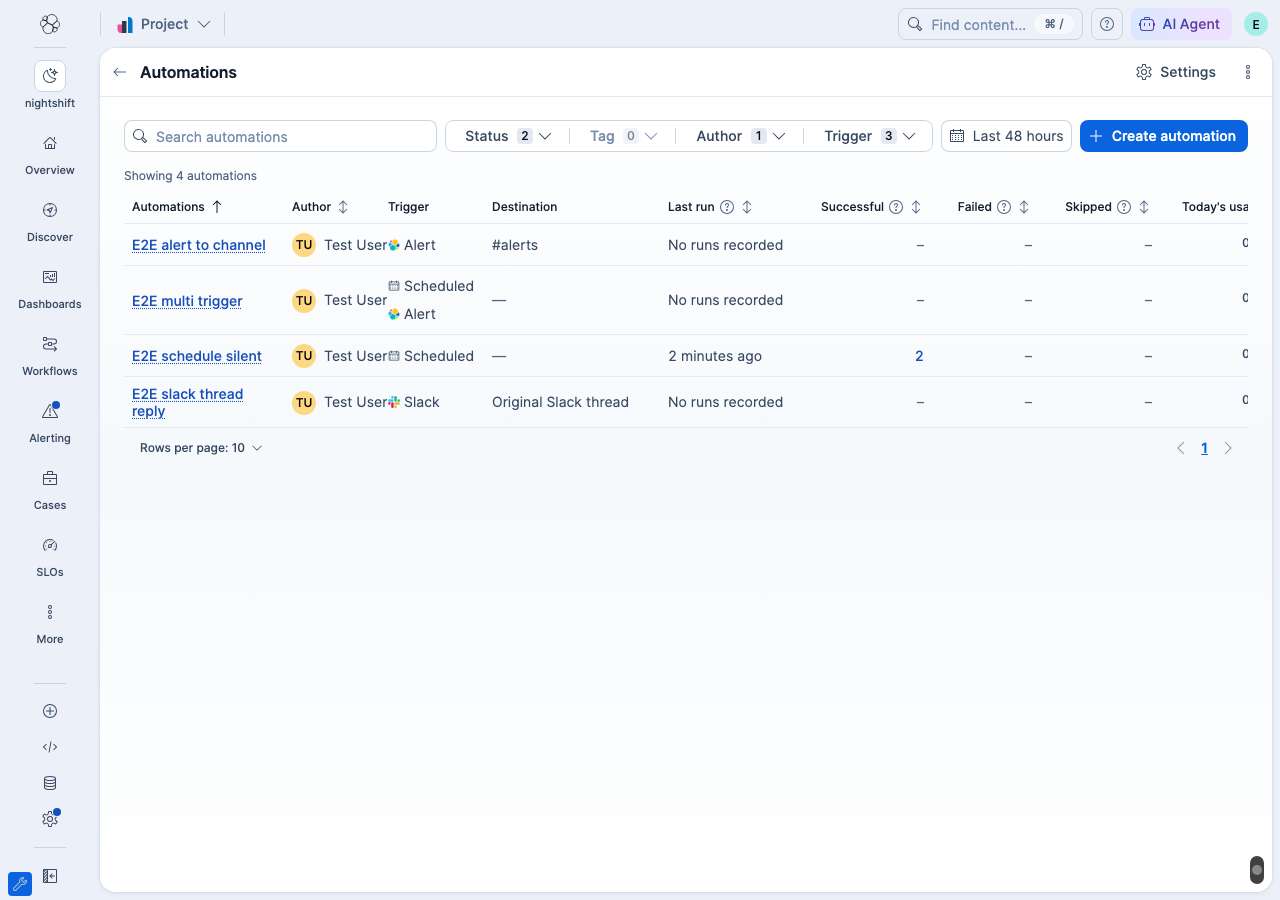 Project
Find content... ⌘ /
AI Agent
E
nightshift
Overview
Discover
Dashboards
Workflows
Alerting
Cases
SLOs
More
Automations
Settings
Search automations
Status 2
Tag 0
Author 1
Trigger 3
Last 48 hours
Create automation
Showing 4 automations
Automations Author Trigger Destination Last run Successful Failed Skipped Today's usa
E2E alert to channel TU Test User Alert #alerts No runs recorded – – – 0
E2E multi trigger TU Test User Scheduled Alert — No runs recorded – – – 0
E2E schedule silent TU Test User Scheduled — 2 minutes ago 2 – – 0
E2E slack thread
reply TU Test User Slack Original Slack thread No runs recorded – – – 0
Rows per page: 10
1